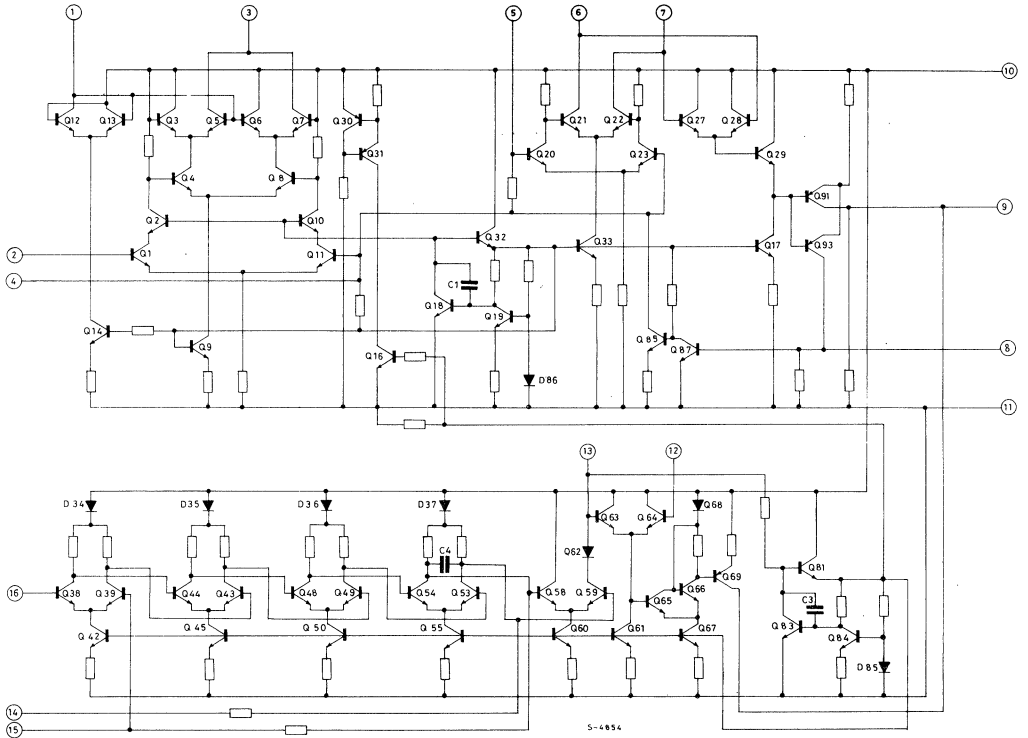 1 3 5 6 7
10
Q12 Q13 Q3 Q5 Q6 Q7 Q30 Q21 Q22 Q27 Q28
Q31 Q20 Q23 Q29
Q4 Q8
Q91
9
Q2 Q10
Q32 Q33 Q17 Q93
2 Q1 Q11
4
C1
Q18 Q19
Q14 Q85
Q9 Q16 Q87 8
D86
11
13 12
D34 D35 D36 D37 Q68
Q63 Q64
C4 Q62
Q69 Q81
16 Q38 Q39 Q44 Q43 Q48 Q49 Q54 Q53 Q58 Q59 Q65 Q66
C3
Q42 Q45 Q50 Q55 Q60 Q61 Q67 Q83 Q84
D85
14
15
S-4854